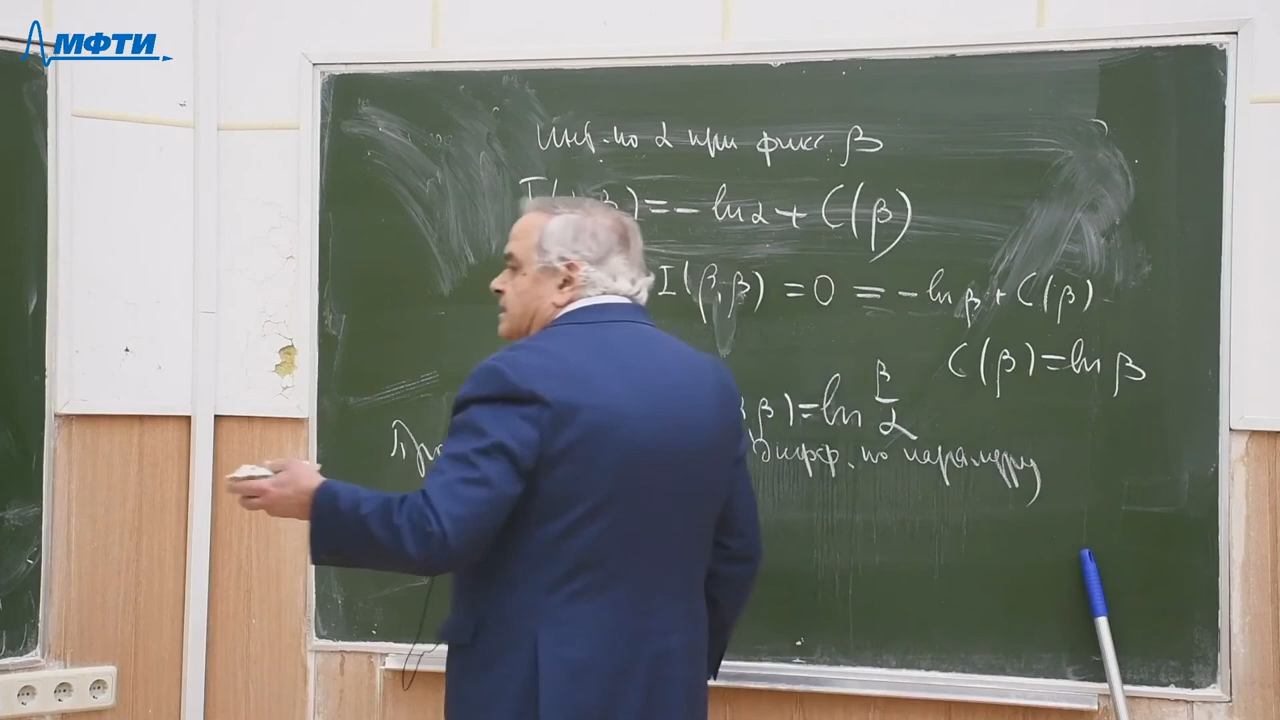 МФТИ
Инт. по α при фикс. β
I(α,β)=-ln α + C(β)
I(β,β) = 0 = -ln β + C(β)
C(β)=ln β
β)=ln β/α
Дифф. по параметру